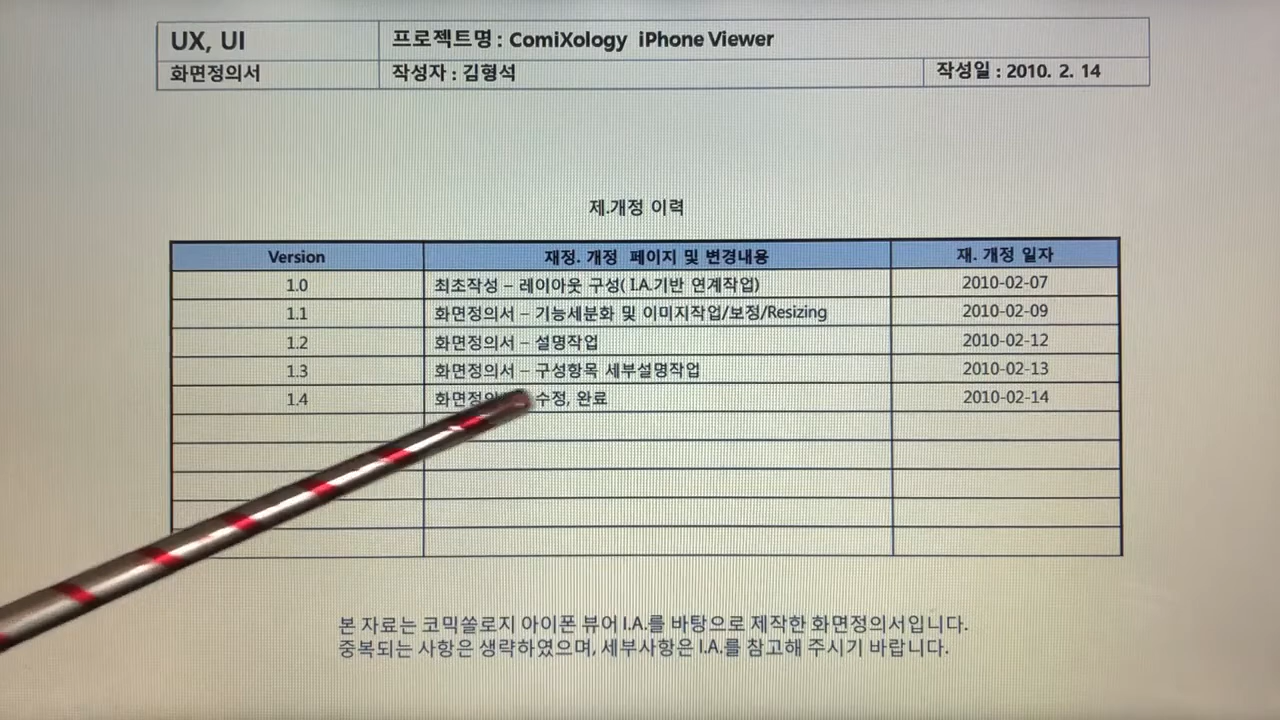 UX, UI
프로젝트명 : ComiXology iPhone Viewer
화면정의서
작성자 : 김형석
작성일 : 2010. 2. 14
제.개정 이력
Version 재정. 개정 페이지 및 변경내용 재. 개정 일자
1.0 최초작성 – 레이아웃 구성( I.A.기반 연계작업) 2010-02-07
1.1 화면정의서 – 기능세분화 및 이미지작업/보정/Resizing 2010-02-09
1.2 화면정의서 – 설명작업 2010-02-12
1.3 화면정의서 – 구성항목 세부설명작업 2010-02-13
1.4 수정, 완료 2010-02-14
본 자료는 코믹쏠로지 아이폰 뷰어 I.A.를 바탕으로 제작한 화면정의서입니다.
중복되는 사항은 생략하였으며, 세부사항은 I.A.를 참고해 주시기 바랍니다.